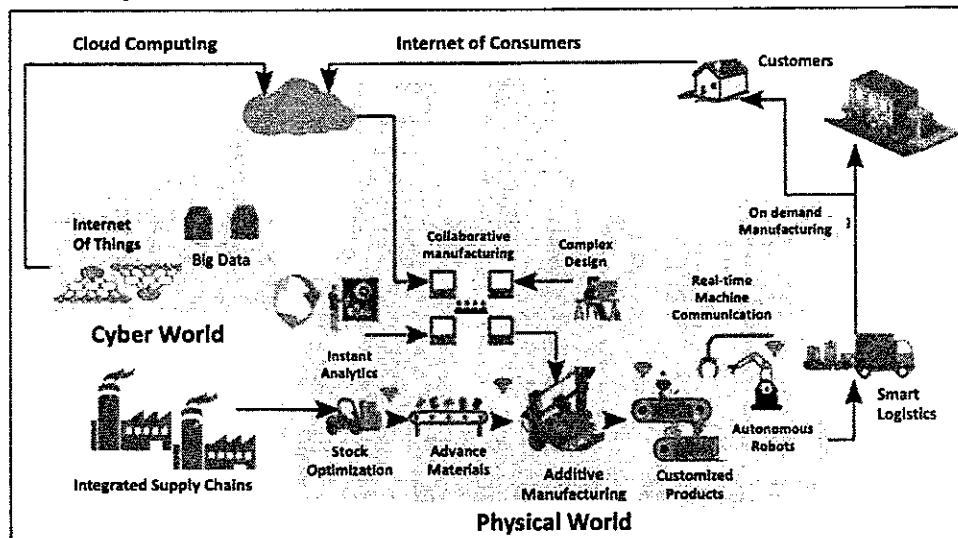 Cloud Computing
Internet of Consumers
Customers
Internet
Of Things
Big Data
Collaborative
manufacturing
Complex
Design
On demand
Manufacturing
Real-time
Machine
Communication
Cyber World
Instant
Analytics
Smart
Logistics
Integrated Supply Chains
Stock
Optimization
Advance
Materials
Additive
Manufacturing
Customized
Products
Autonomous
Robots
Physical World